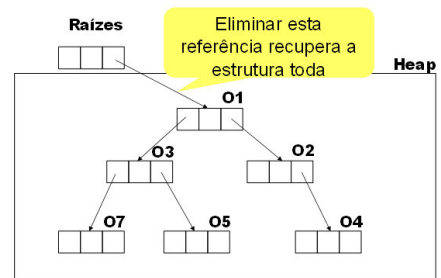 Raízes
Eliminar esta
referência recupera a
estrutura toda
Heap
O1
O3
O2
O7
O5
O4